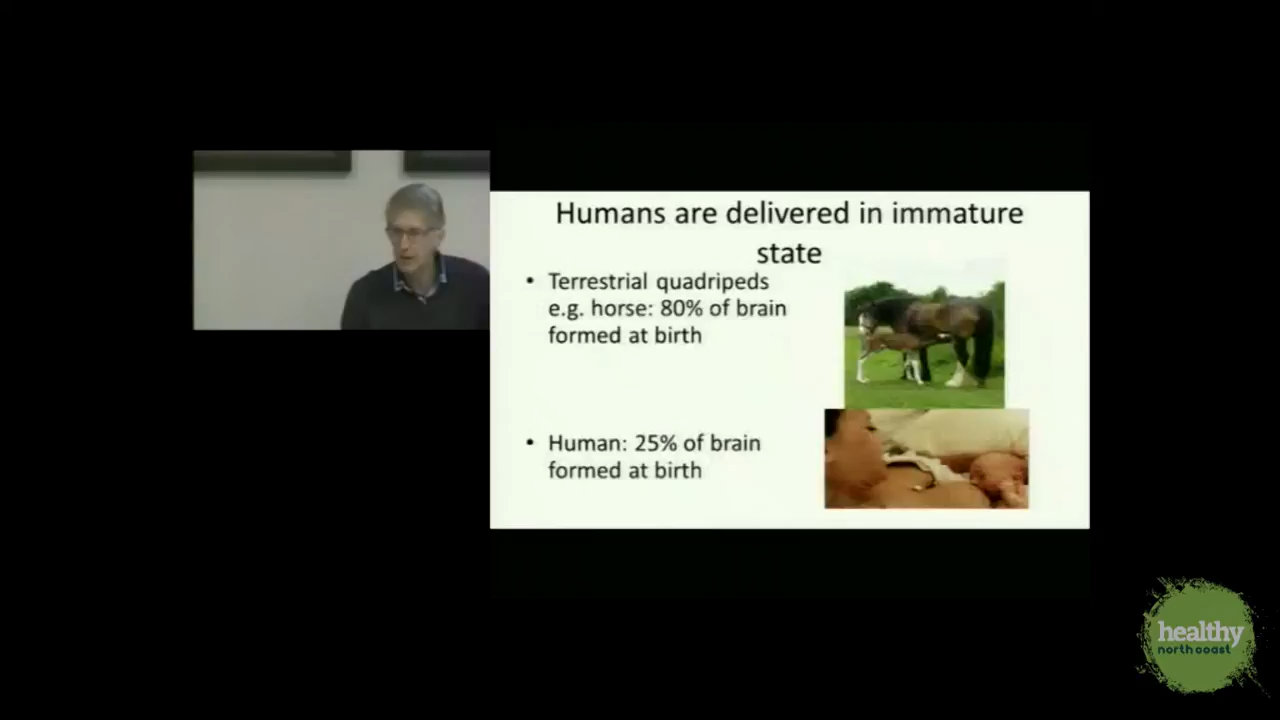 Humans are delivered in immature
state
• Terrestrial quadripeds
e.g. horse: 80% of brain
formed at birth
• Human: 25% of brain
formed at birth
healthy
north coast